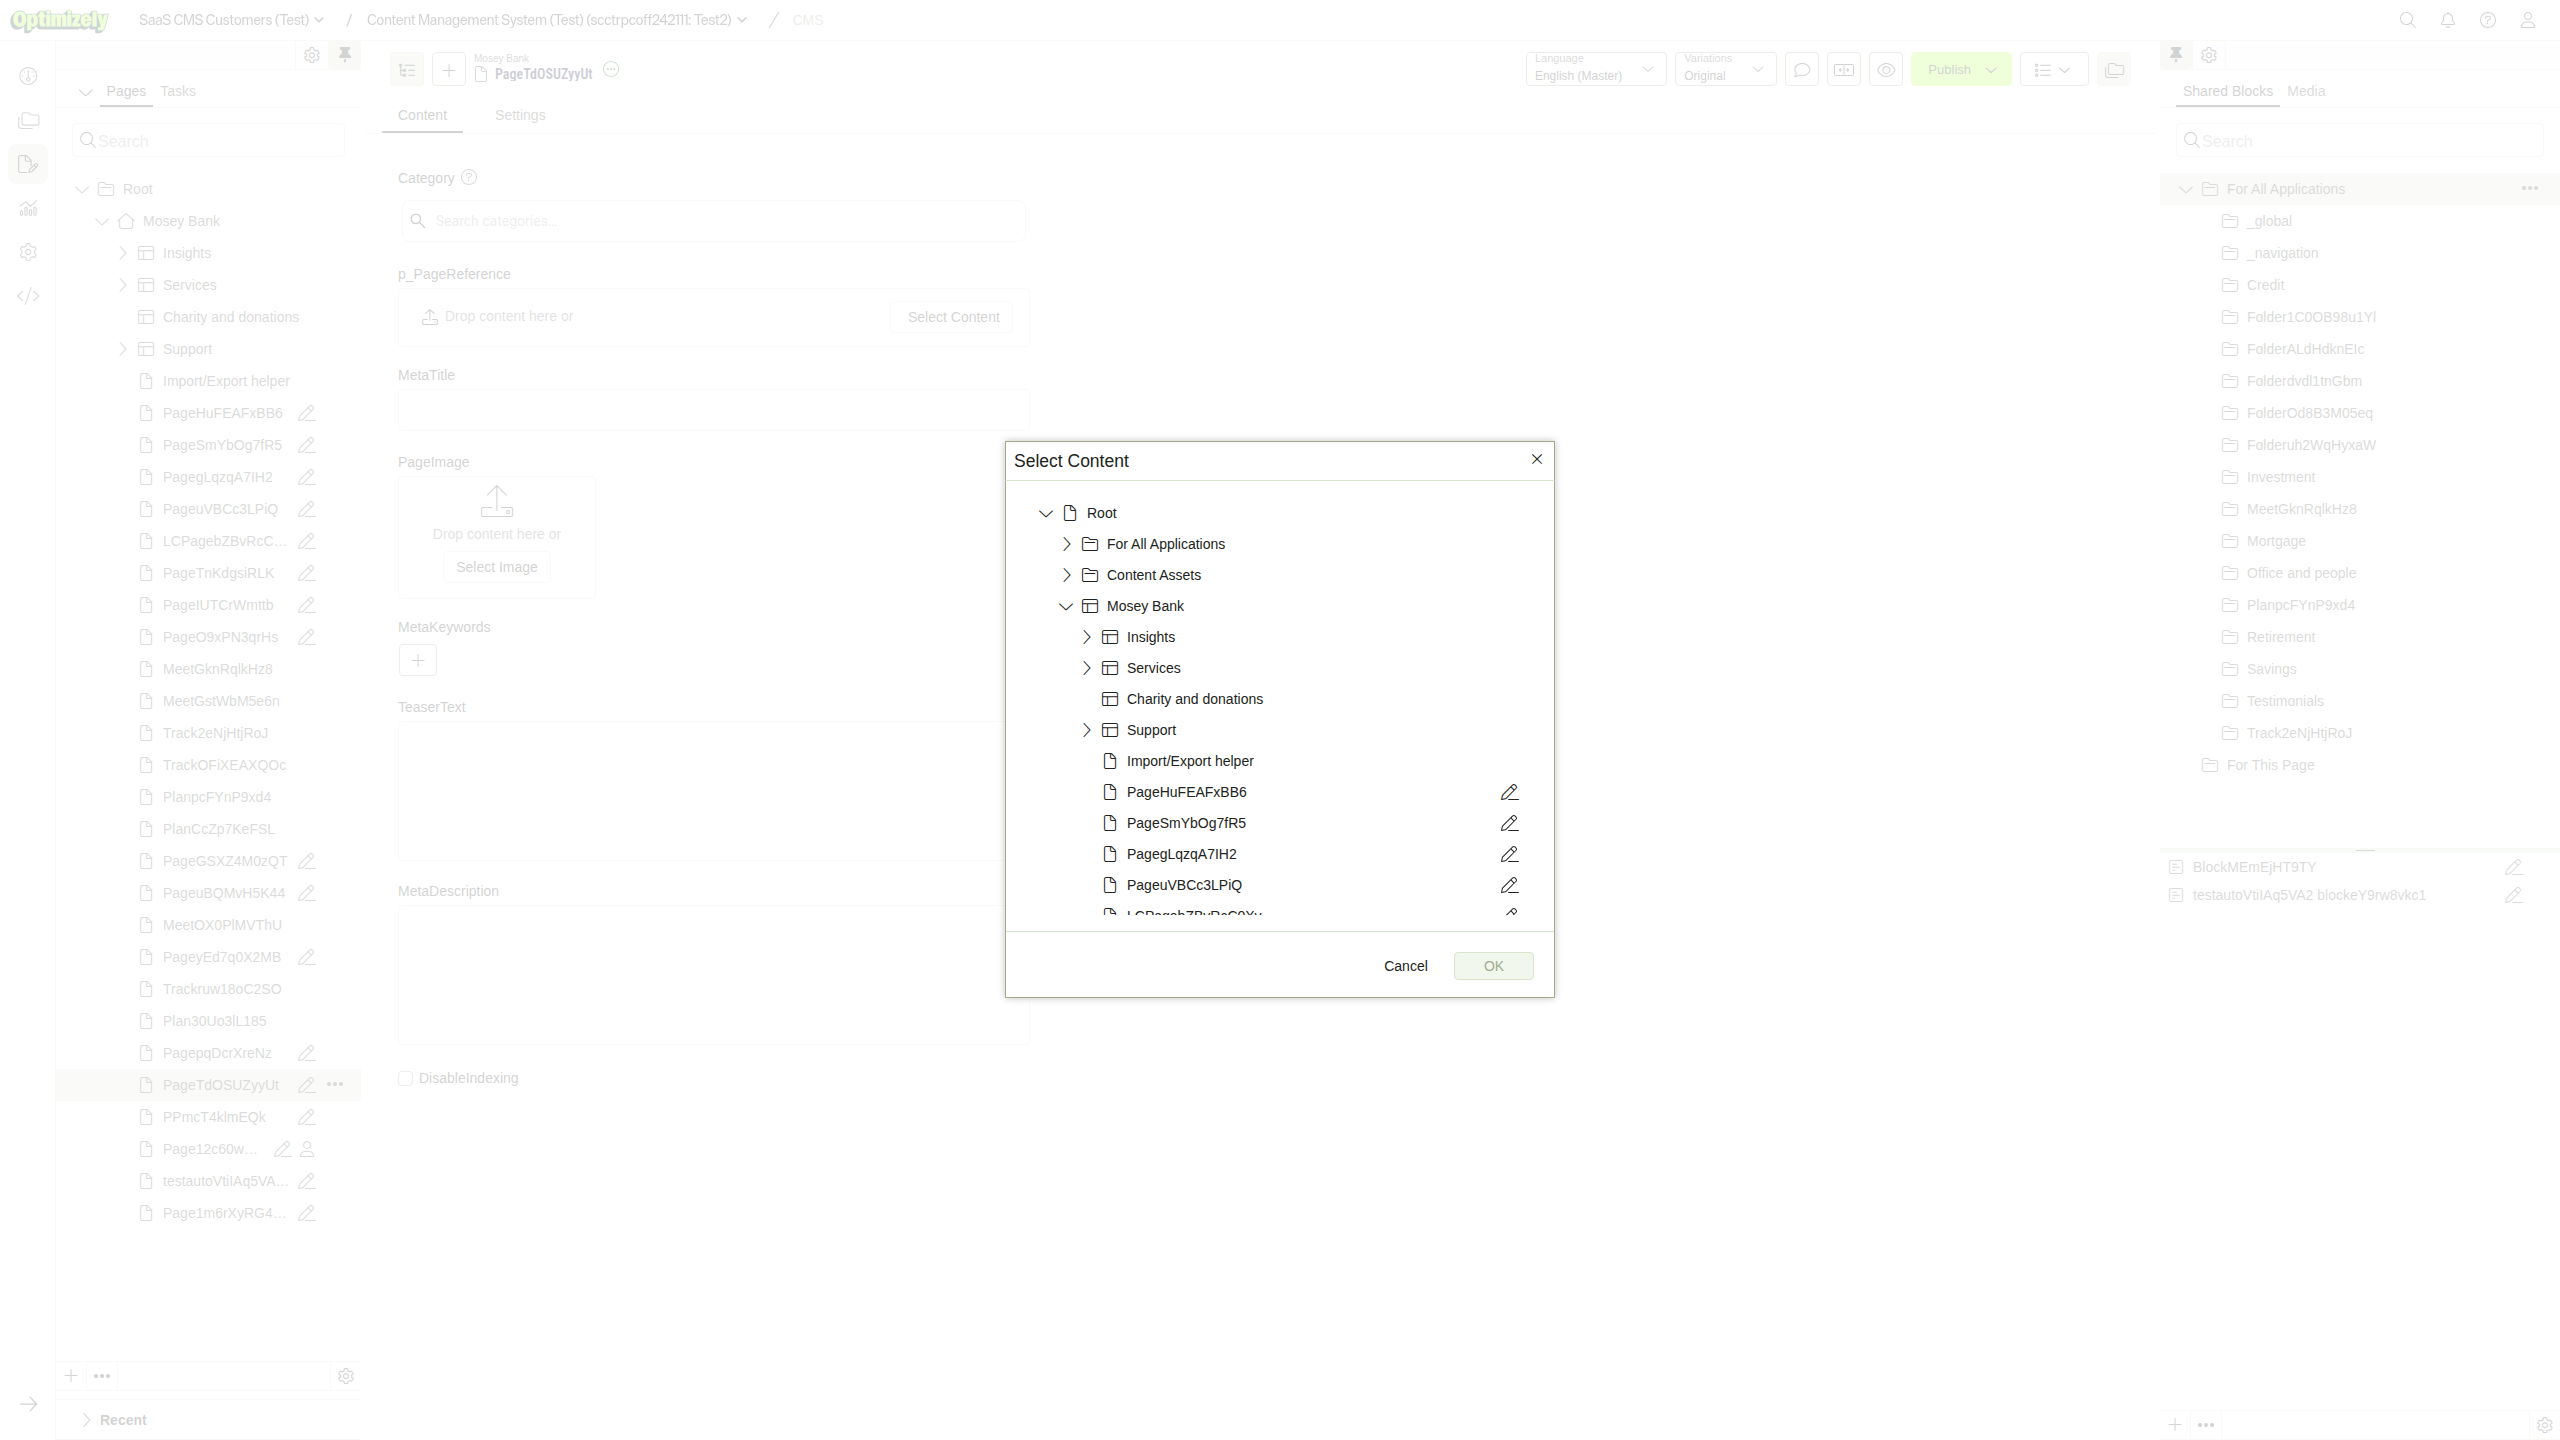 Optimizely
SaaS CMS Customers (Test) / Content Management System (Test) (scctrpcoff242111: Test2) / CMS
Pages Tasks
Search
Root
Mosey Bank
Insights
Services
Charity and donations
Support
Import/Export helper
PageHuFEAFxBB6
PageSmYbOg7fR5
PagegLqzqA7IH2
PageuVBCc3LPiQ
LCPagebZBvRcC...
PageTnKdgsiRLK
PageIUTCrWmttb
PageO9xPN3qrHs
MeetGknRqlkHz8
MeetGstWbM5e6n
Track2eNjHtjRoJ
TrackOFiXEAXQOc
PlanpcFYnP9xd4
PlanCcZp7KeFSL
PageGSXZ4M0zQT
PageuBQMvH5K44
MeetOX0PlMVThU
PageyEd7q0X2MB
Trackruw18oC2SO
Plan30Uo3lL185
PagepqDcrXreNz
PageTdOSUZyyUt
PPmcT4klmEQk
Page12c60w...
testautoVtiIAq5VA...
Page1m6rXyRG4...
Recent
Mosey Bank
PageTdOSUZyyUt
Language
English (Master)
Variations
Original
Publish
Content Settings
Category
Search categories...
p_PageReference
Drop content here or
Select Content
MetaTitle
PageImage
Drop content here or
Select Image
MetaKeywords
TeaserText
MetaDescription
DisableIndexing
Select Content
Root
For All Applications
Content Assets
Mosey Bank
Insights
Services
Charity and donations
Support
Import/Export helper
PageHuFEAFxBB6
PageSmYbOg7fR5
PagegLqzqA7IH2
PageuVBCc3LPiQ
Cancel OK
Shared Blocks Media
Search
For All Applications
_global
_navigation
Credit
Folder1C0OB98u1Yl
FolderALdHdknEIc
Folderdvdl1tnGbm
FolderOd8B3M05eq
Folderuh2WqHyxaW
Investment
MeetGknRqlkHz8
Mortgage
Office and people
PlanpcFYnP9xd4
Retirement
Savings
Testimonials
Track2eNjHtjRoJ
For This Page
BlockMEmEjHT9TY
testautoVtiIAq5VA2 blockeY9rw8vkc1